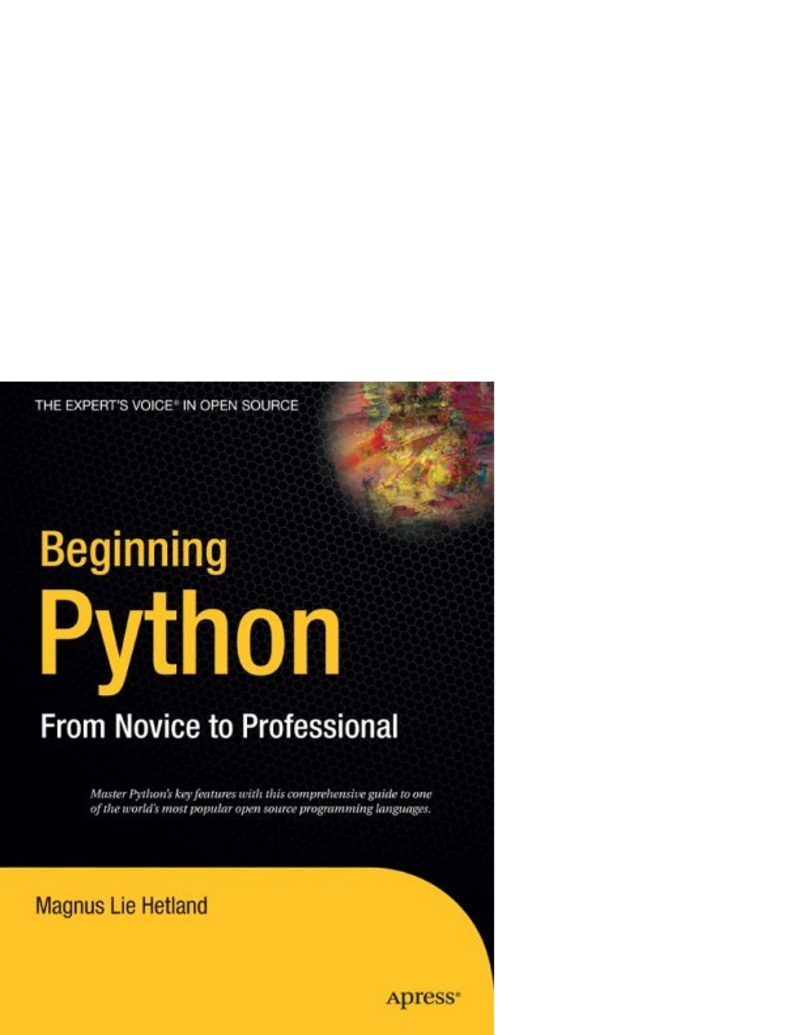 THE EXPERT'S VOICE® IN OPEN SOURCE
Beginning
Python
From Novice to Professional
Master Python's key features with this comprehensive guide to one
of the world's most popular open source programming languages.
Magnus Lie Hetland
Apress®